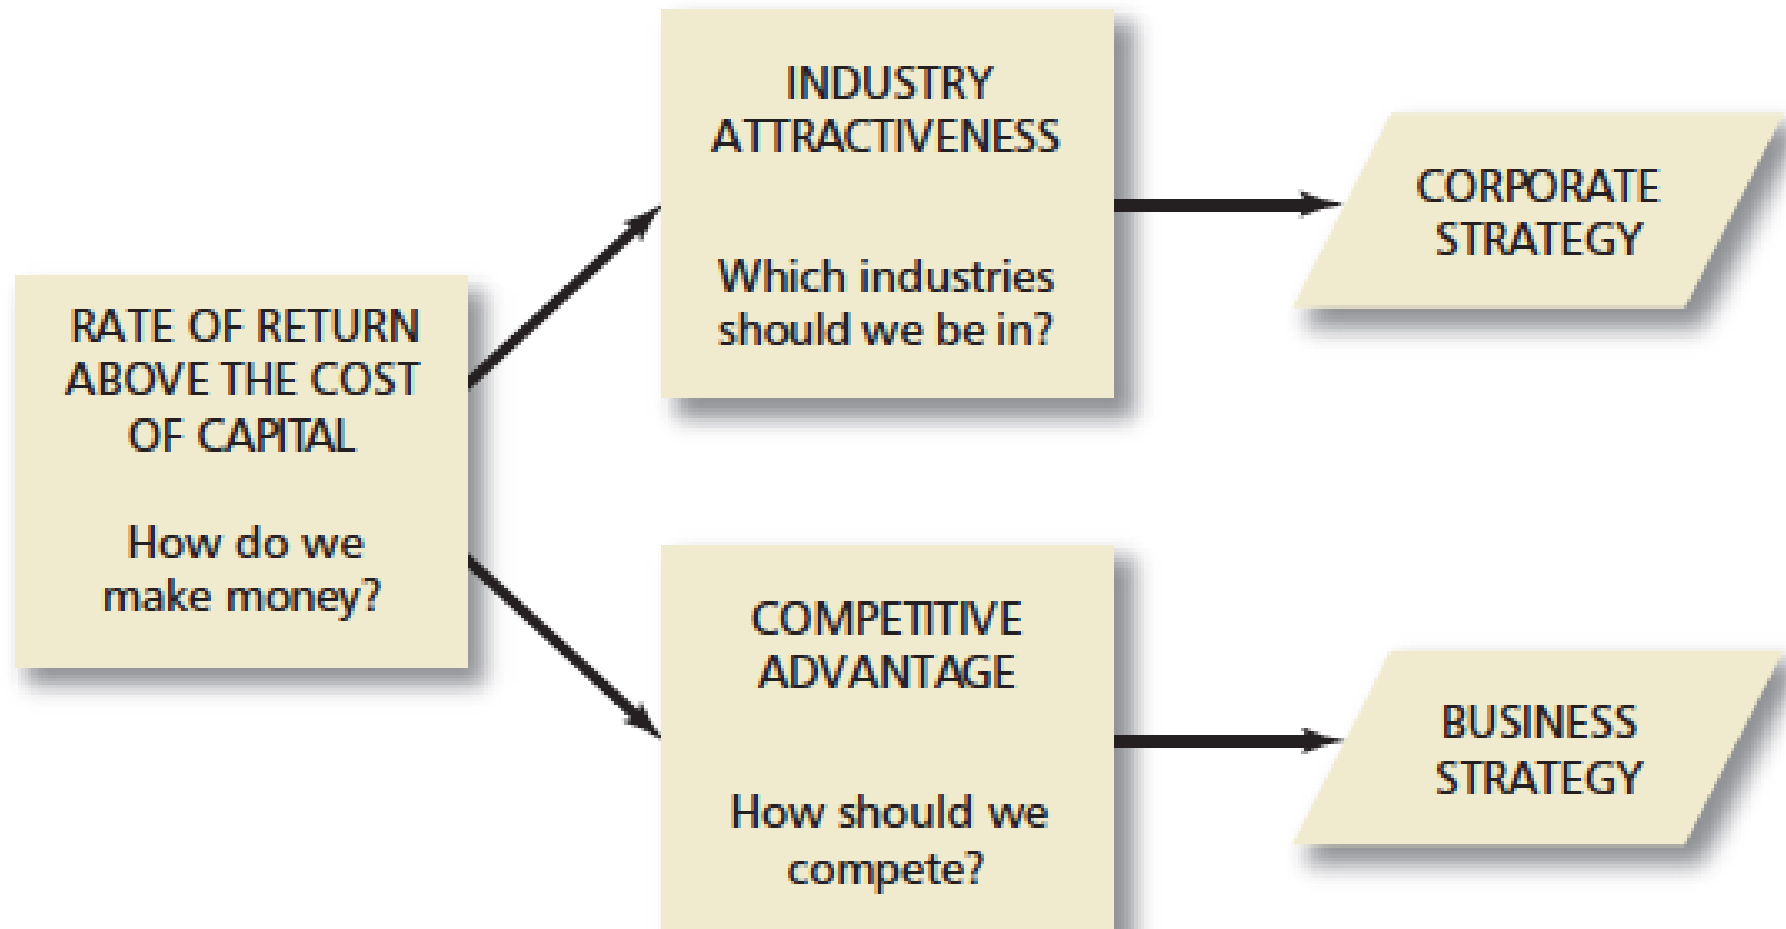 RATE OF RETURN
ABOVE THE COST
OF CAPITAL
How do we
make money?
INDUSTRY
ATTRACTIVENESS
Which industries
should we be in?
CORPORATE
STRATEGY
COMPETITIVE
ADVANTAGE
How should we
compete?
BUSINESS
STRATEGY